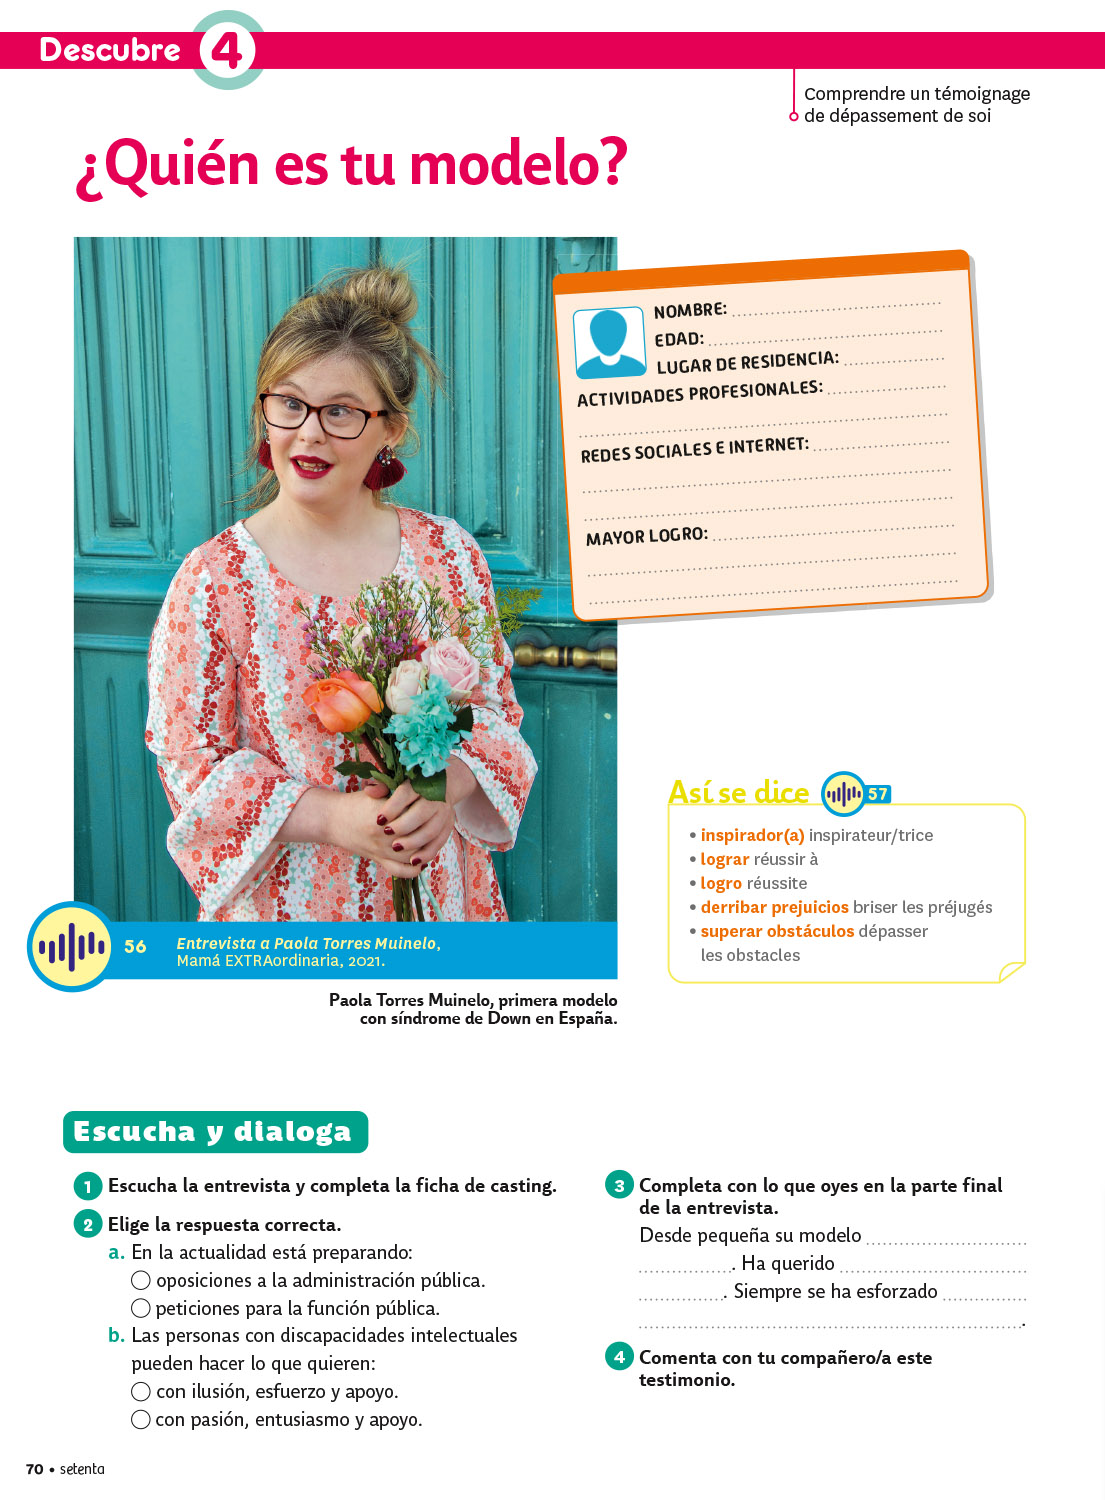 Descubre 4
Comprendre un témoignage
de dépassement de soi
¿Quién es tu modelo?
NOMBRE:
EDAD:
LUGAR DE RESIDENCIA:
ACTIVIDADES PROFESIONALES:
REDES SOCIALES E INTERNET:
MAYOR LOGRO:
Así se dice 57
• inspirador(a) inspirateur/trice
• lograr réussir à
• logro réussite
• derribar prejuicios briser les préjugés
• superar obstáculos dépasser
les obstacles
56 Entrevista a Paola Torres Muinelo,
Mamá EXTRAordinaria, 2021.
Paola Torres Muinelo, primera modelo
con síndrome de Down en España.
Escucha y dialoga
1 Escucha la entrevista y completa la ficha de casting.
2 Elige la respuesta correcta.
a. En la actualidad está preparando:
oposiciones a la administración pública.
peticiones para la función pública.
b. Las personas con discapacidades intelectuales
pueden hacer lo que quieren:
con ilusión, esfuerzo y apoyo.
con pasión, entusiasmo y apoyo.
3 Completa con lo que oyes en la parte final
de la entrevista.
Desde pequeña su modelo
. Ha querido
. Siempre se ha esforzado
.
4 Comenta con tu compañero/a este
testimonio.
70 • setenta